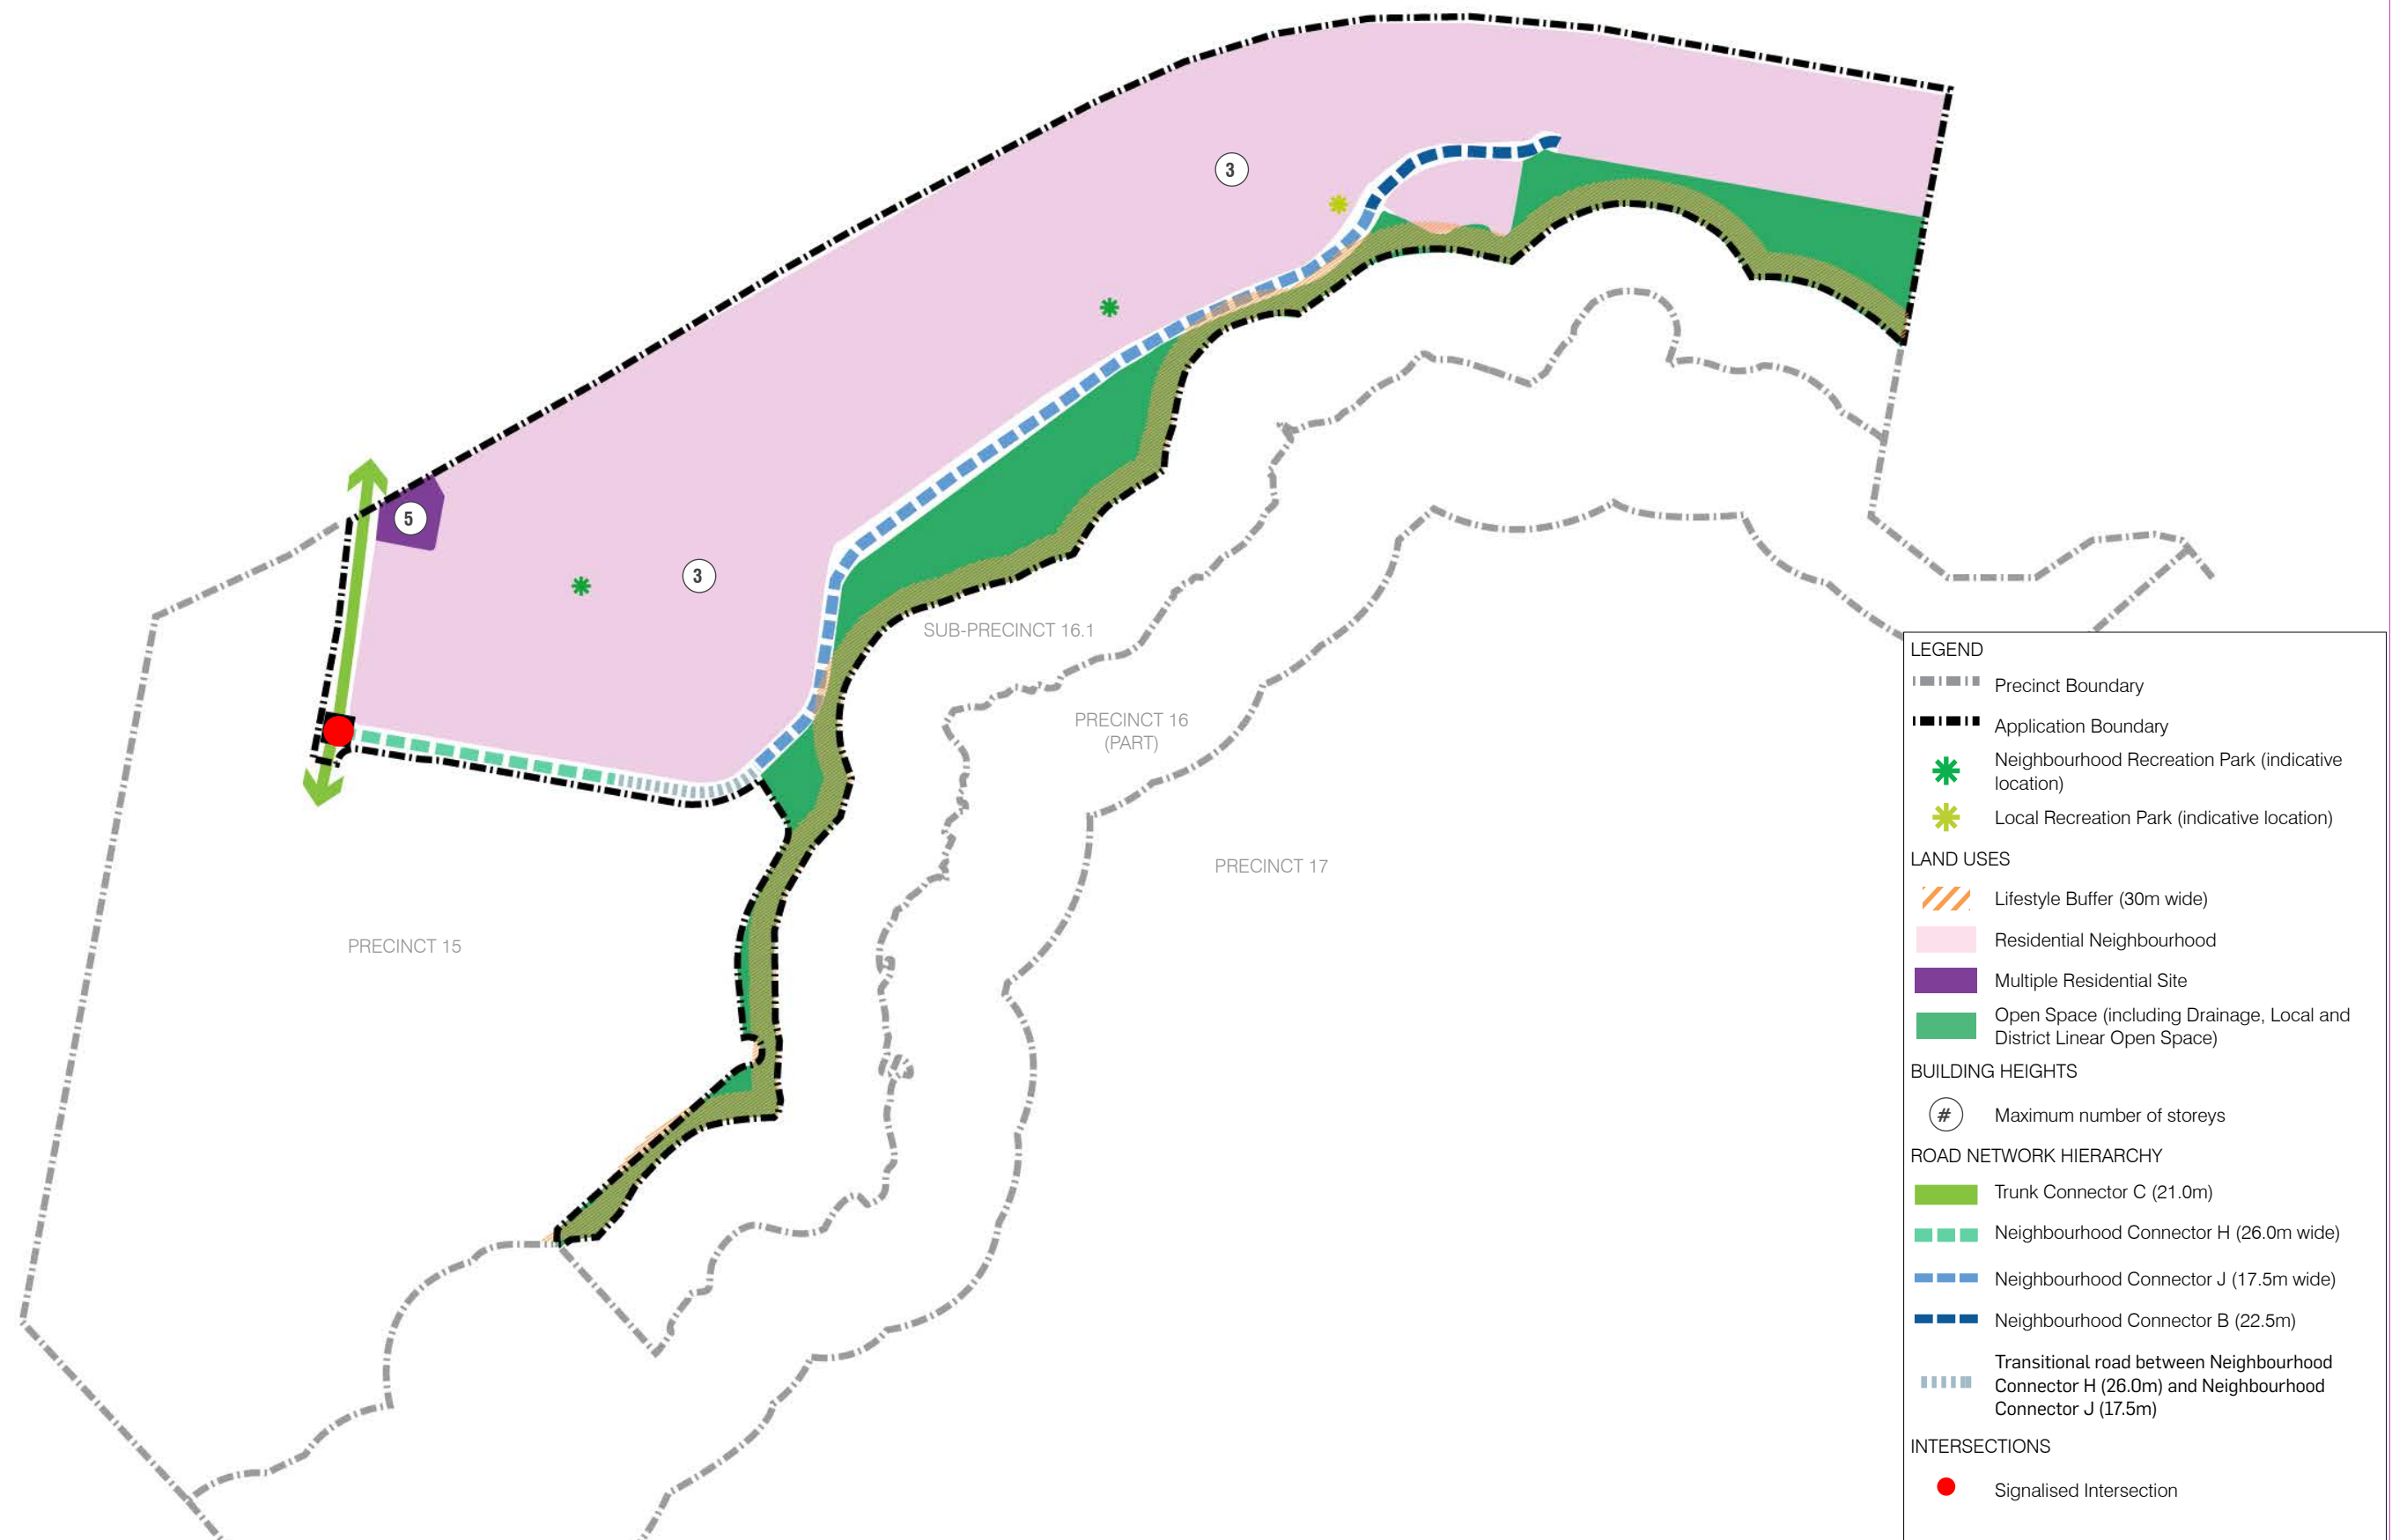 3
5
3
SUB-PRECINCT 16.1
PRECINCT 16
(PART)
PRECINCT 17
PRECINCT 15
LEGEND
Precinct Boundary
Application Boundary
Neighbourhood Recreation Park (indicative
location)
Local Recreation Park (indicative location)
LAND USES
Lifestyle Buffer (30m wide)
Residential Neighbourhood
Multiple Residential Site
Open Space (including Drainage, Local and
District Linear Open Space)
BUILDING HEIGHTS
# Maximum number of storeys
ROAD NETWORK HIERARCHY
Trunk Connector C (21.0m)
Neighbourhood Connector H (26.0m wide)
Neighbourhood Connector J (17.5m wide)
Neighbourhood Connector B (22.5m)
Transitional road between Neighbourhood
Connector H (26.0m) and Neighbourhood
Connector J (17.5m)
INTERSECTIONS
Signalised Intersection